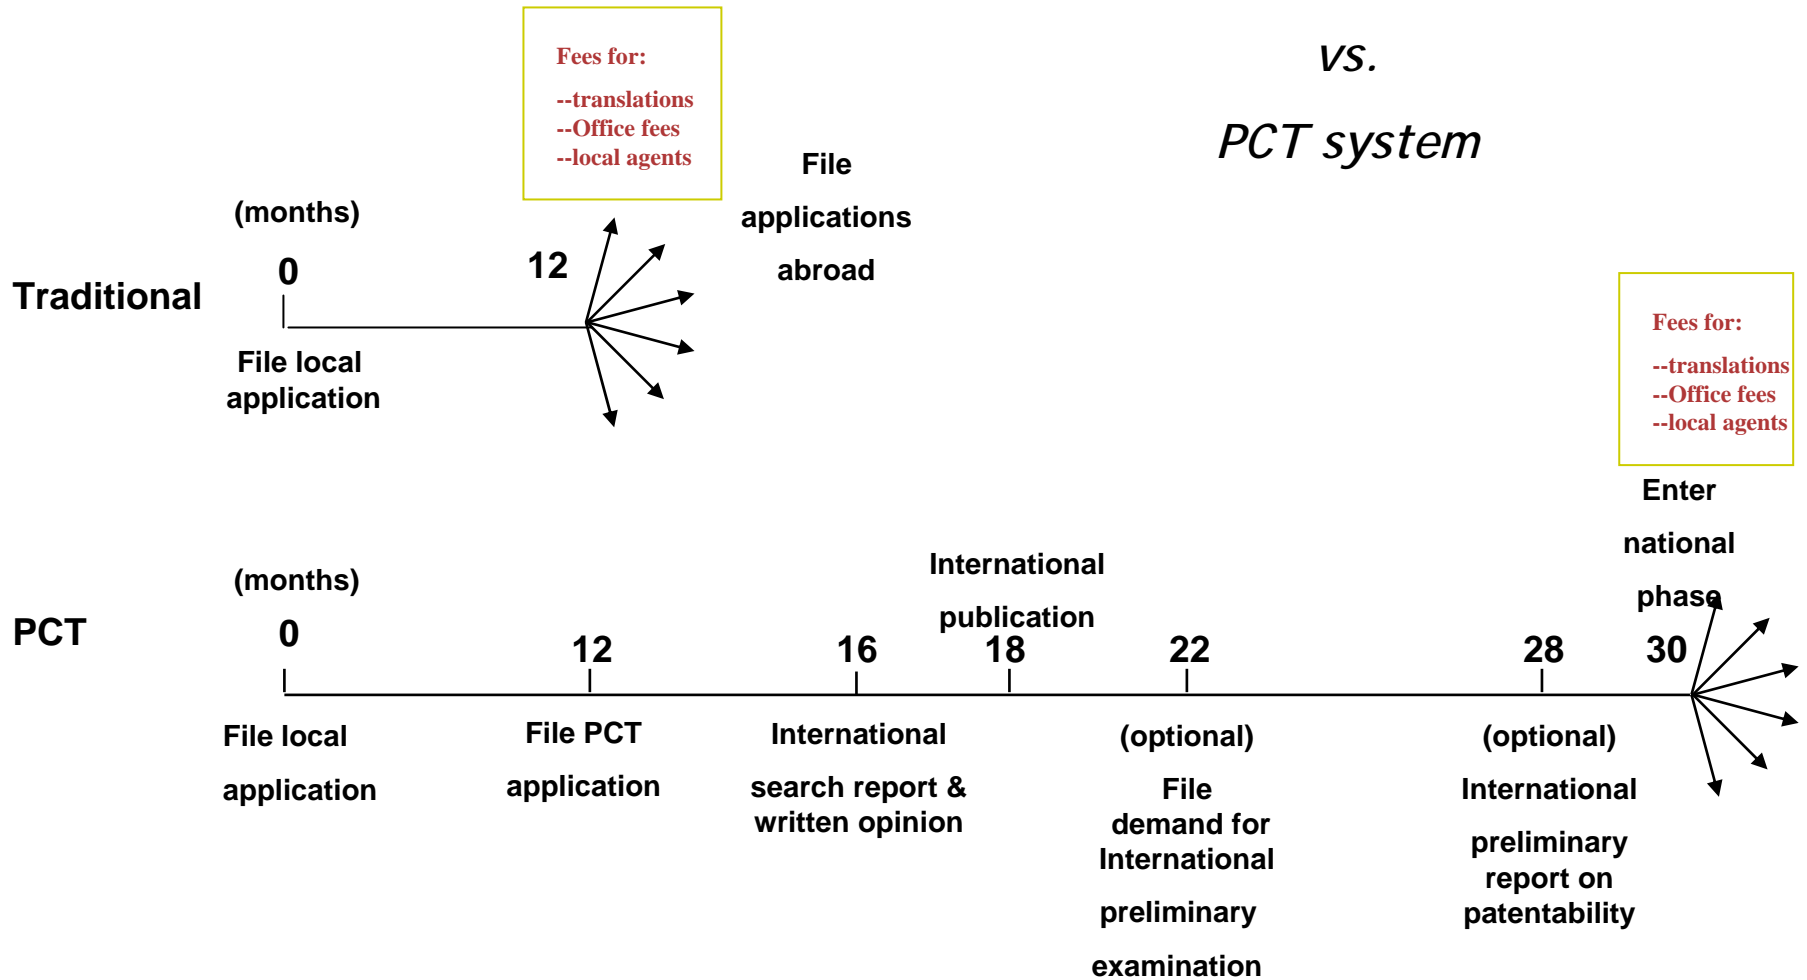 vs.
PCT system
Fees for:
--translations
--Office fees
--local agents
File
applications
abroad
(months)
0
12
Traditional
File local
application
Fees for:
--translations
--Office fees
--local agents
Enter
national
phase
(months)
International
publication
PCT
0
12
16
18
22
28
30
File local
application
File PCT
application
International
search report &
written opinion
(optional)
File
demand for
International
preliminary
examination
(optional)
International
preliminary
report on
patentability